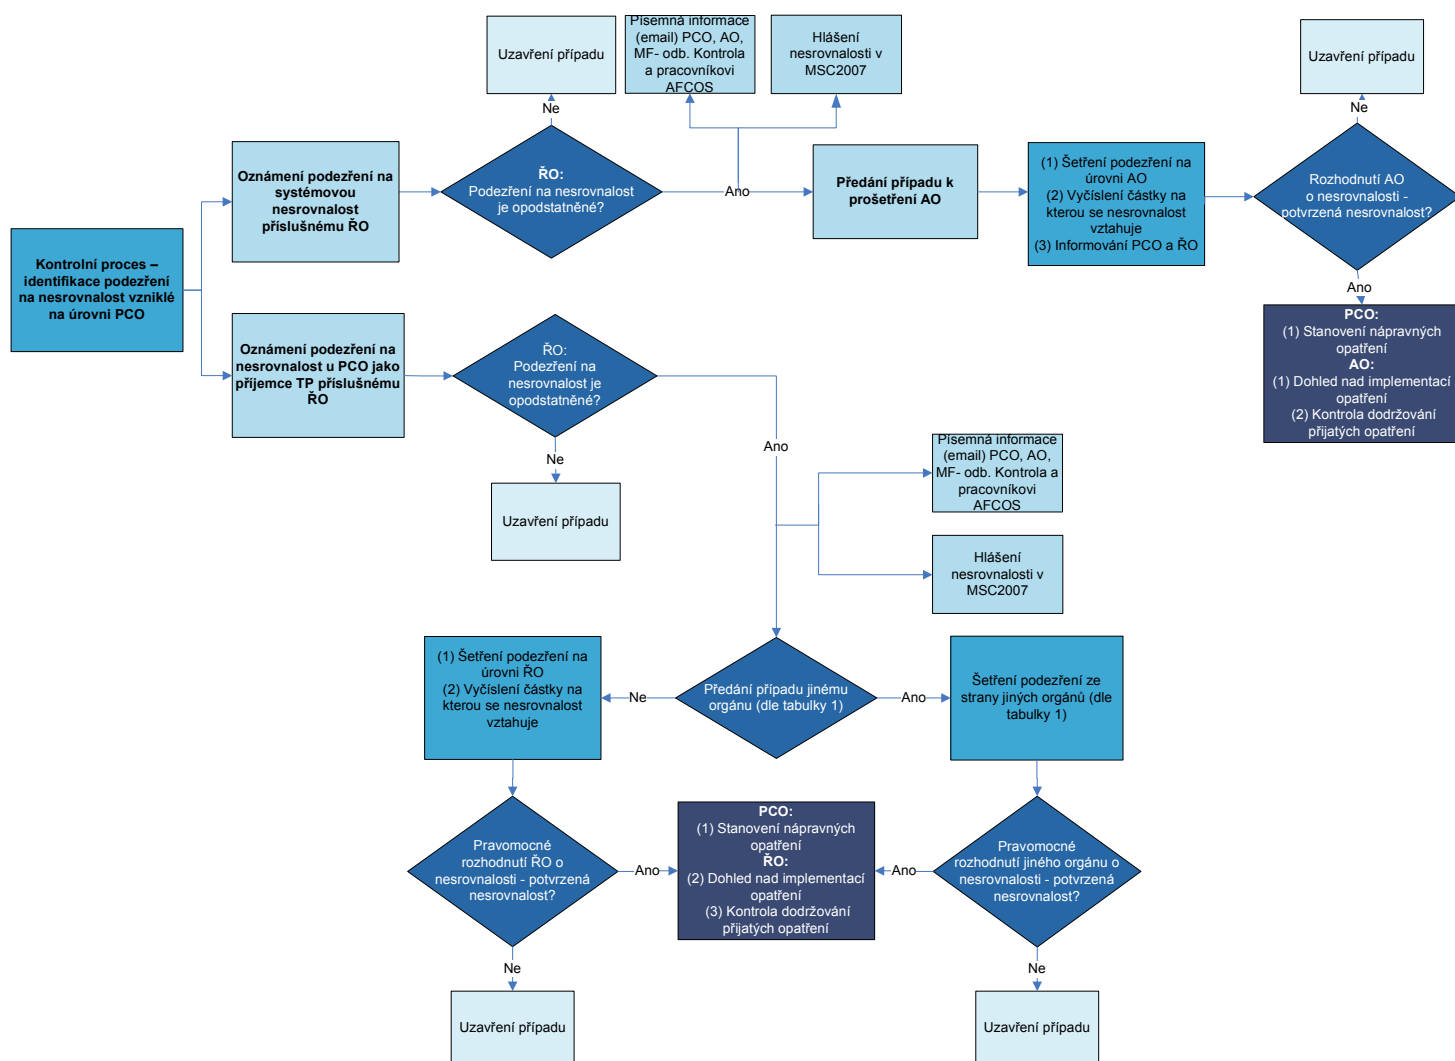 Kontrolní proces –
identifikace podezření
na nesrovnalost vzniklé
na úrovni PCO
Oznámení podezření na
systémovou
nesrovnalost
příslušnému ŘO
ŘO:
Podezření na nesrovnalost
je opodstatněné?
Ne
Uzavření případu
Ano
Písemná informace
(email) PCO, AO,
MF- odb. Kontrola
a pracovníkovi
AFCOS
Hlášení
nesrovnalosti v
MSC2007
Předání případu k
prošetření AO
(1) Šetření podezření na
úrovni AO
(2) Vyčíslení částky na
kterou se nesrovnalost
vztahuje
(3) Informování PCO a ŘO
Rozhodnutí AO
o nesrovnalosti -
potvrzená nesrovnalost?
Ne
Uzavření případu
Ano
PCO:
(1) Stanovení nápravných
opatření
AO:
(1) Dohled nad implementací
opatření
(2) Kontrola dodržování
přijatých opatření
Oznámení podezření na
nesrovnalost u PCO jako
příjemce TP příslušnému
ŘO
ŘO:
Podezření na
nesrovnalost je
opodstatněné?
Ne
Uzavření případu
Ano
Písemná informace
(email) PCO, AO,
MF- odb. Kontrola a
pracovníkovi
AFCOS
Hlášení
nesrovnalosti v
MSC2007
Předání případu jinému
orgánu (dle tabulky 1)
Ne
(1) Šetření podezření na
úrovni ŘO
(2) Vyčíslení částky na
kterou se nesrovnalost
vztahuje
Ano
Šetření podezření ze
strany jiných orgánů (dle
tabulky 1)
Pravomocné
rozhodnutí ŘO o
nesrovnalosti - potvrzená
nesrovnalost?
Ano
PCO:
(1) Stanovení nápravných
opatření
ŘO:
(2) Dohled nad implementací
opatření
(3) Kontrola dodržování
přijatých opatření
Ano
Pravomocné
rozhodnutí jiného orgánu o
nesrovnalosti - potvrzená
nesrovnalost?
Ne
Uzavření případu
Ne
Uzavření případu